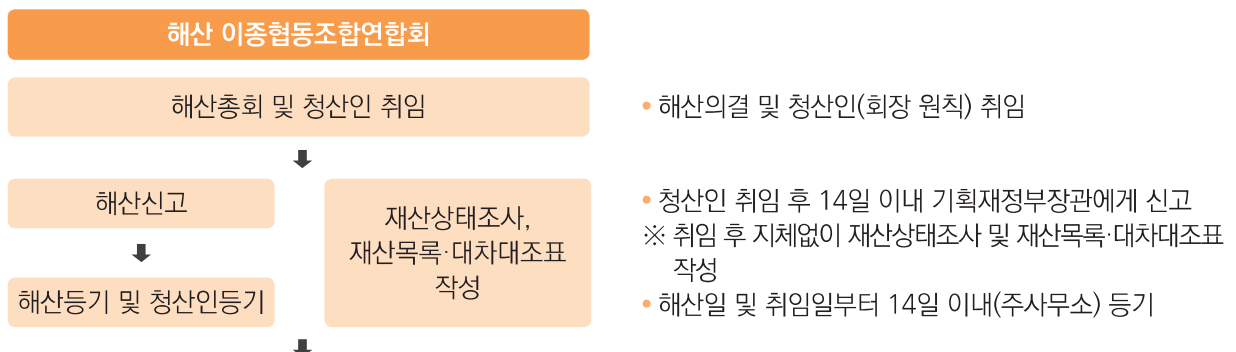 해산 이종협동조합연합회
해산총회 및 청산인 취임
• 해산의결 및 청산인(회장 원칙) 취임
해산신고
재산상태조사,
재산목록·대차대조표
작성
해산등기 및 청산인등기
• 청산인 취임 후 14일 이내 기획재정부장관에게 신고
※ 취임 후 지체없이 재산상태조사 및 재산목록·대차대조표
작성
• 해산일 및 취임일부터 14일 이내(주사무소) 등기